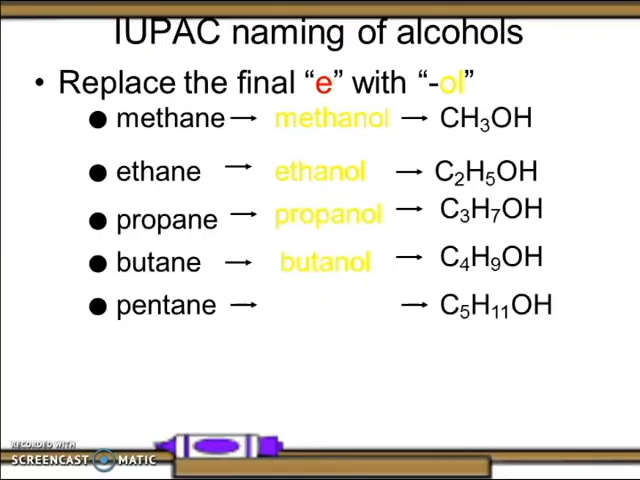 IUPAC naming of alcohols
• Replace the final “e” with “-ol”
● methane → methanol → CH₃OH
● ethane → ethanol → C₂H₅OH
● propane → propanol → C₃H₇OH
● butane → butanol → C₄H₉OH
● pentane → → C₅H₁₁OH
RECORDED WITH
SCREENCAST MATIC